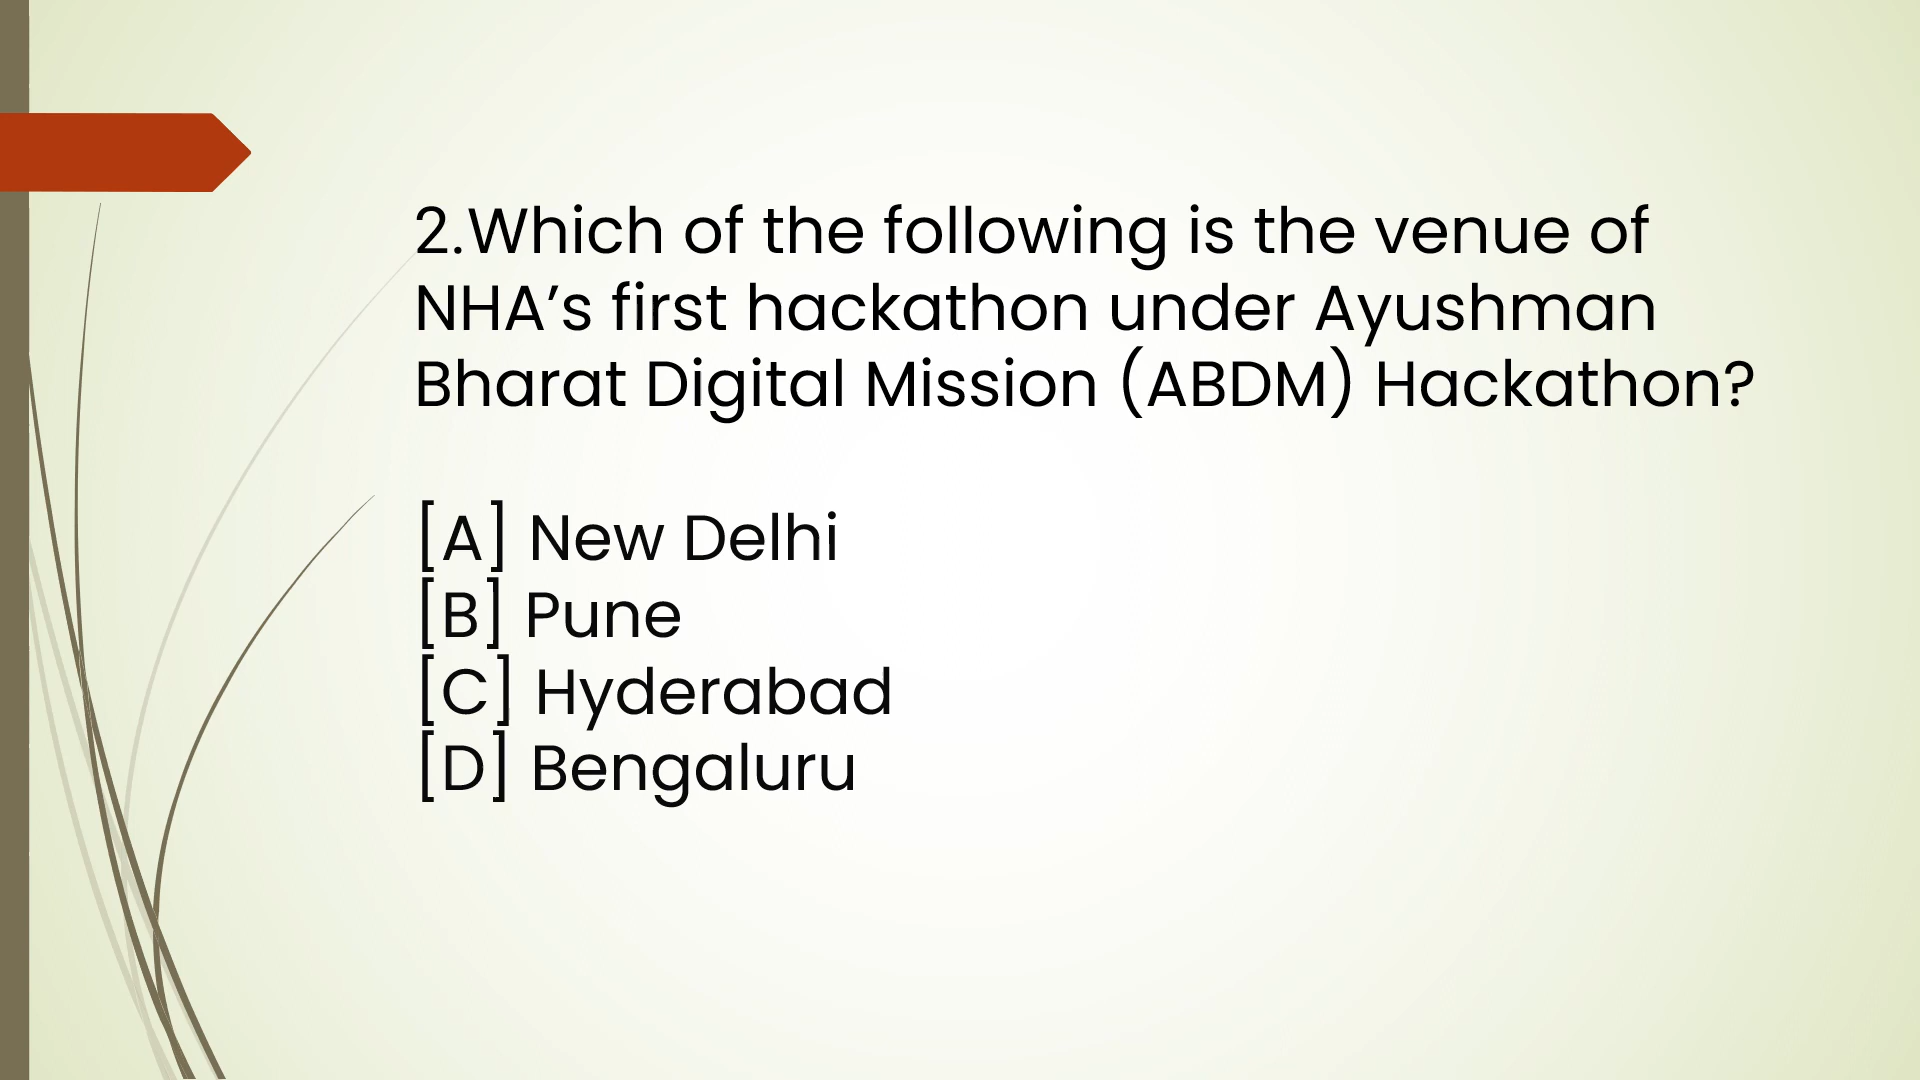 2.Which of the following is the venue of
NHA’s first hackathon under Ayushman
Bharat Digital Mission (ABDM) Hackathon?
[A] New Delhi
[B] Pune
[C] Hyderabad
[D] Bengaluru